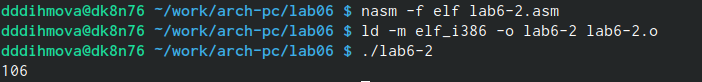 dddihmova@dk8n76 ~/work/arch-pc/lab06 $ nasm -f elf lab6-2.asm
dddihmova@dk8n76 ~/work/arch-pc/lab06 $ ld -m elf_i386 -o lab6-2 lab6-2.o
dddihmova@dk8n76 ~/work/arch-pc/lab06 $ ./lab6-2
106